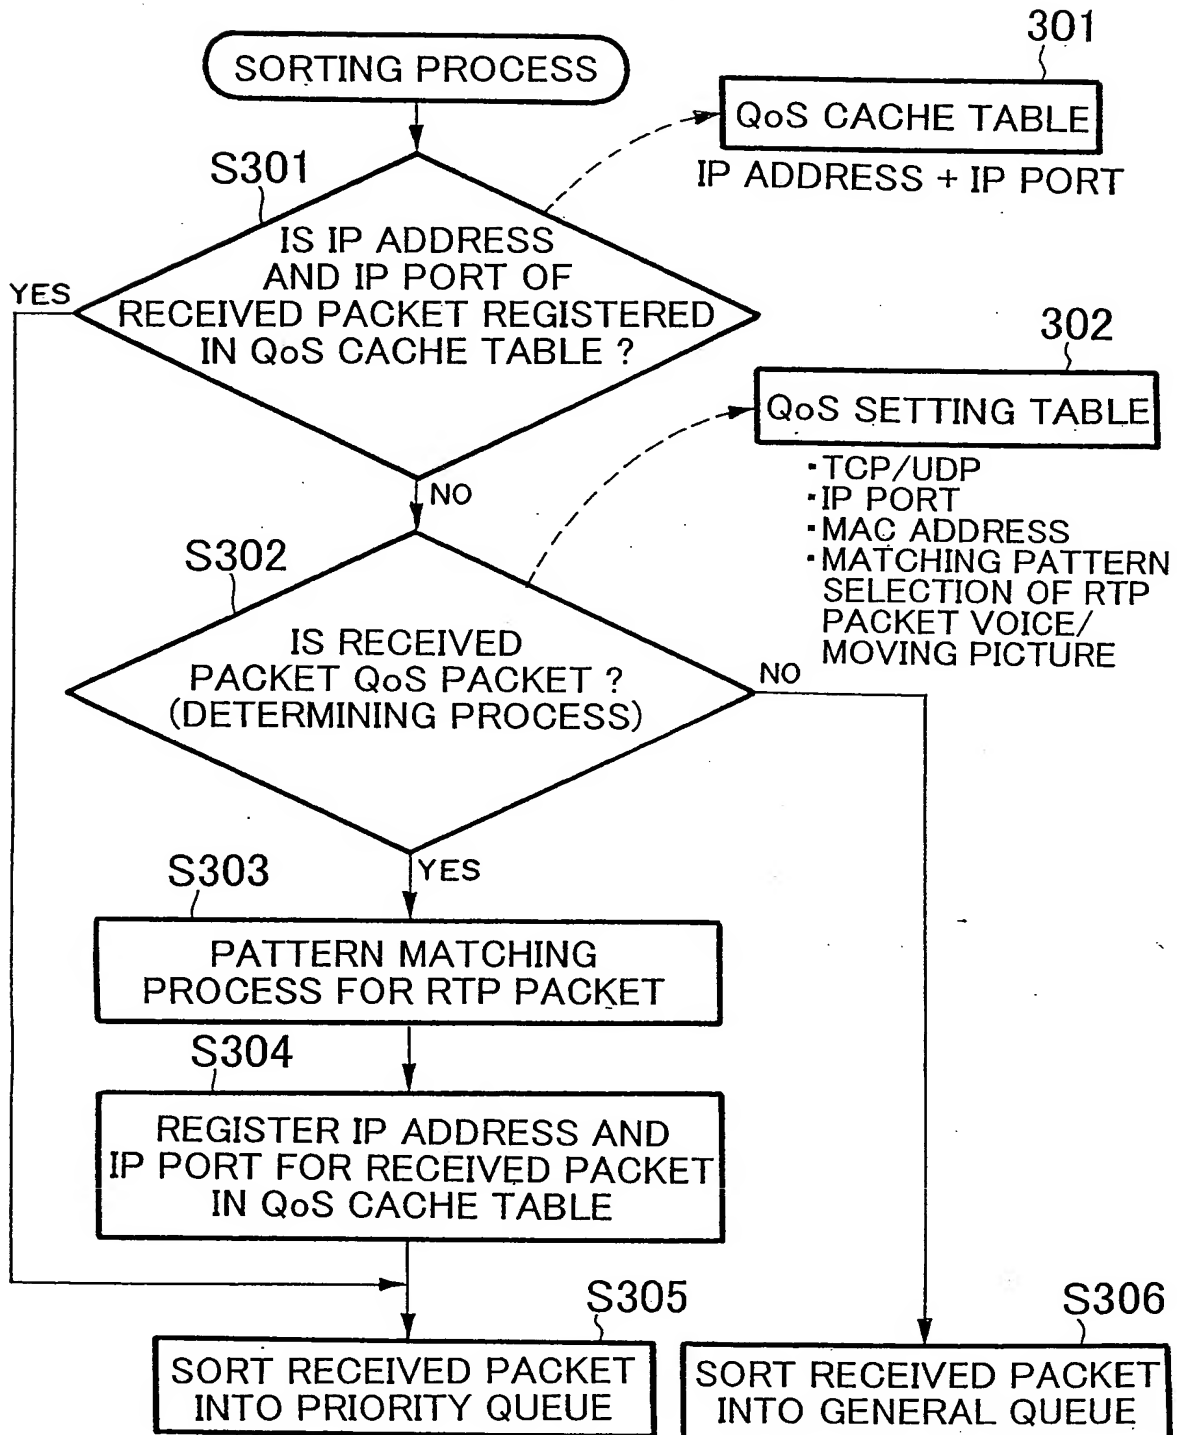 301
SORTING PROCESS
QoS CACHE TABLE
IP ADDRESS + IP PORT
S301
IS IP ADDRESS
AND IP PORT OF
RECEIVED PACKET REGISTERED
IN QoS CACHE TABLE ?
YES
302
QoS SETTING TABLE
・TCP/UDP
・IP PORT
・MAC ADDRESS
・MATCHING PATTERN
SELECTION OF RTP
PACKET VOICE/
MOVING PICTURE
NO
S302
IS RECEIVED
PACKET QoS PACKET ?
(DETERMINING PROCESS)
NO
YES
S303
PATTERN MATCHING
PROCESS FOR RTP PACKET
S304
REGISTER IP ADDRESS AND
IP PORT FOR RECEIVED PACKET
IN QoS CACHE TABLE
S305
SORT RECEIVED PACKET
INTO PRIORITY QUEUE
S306
SORT RECEIVED PACKET
INTO GENERAL QUEUE